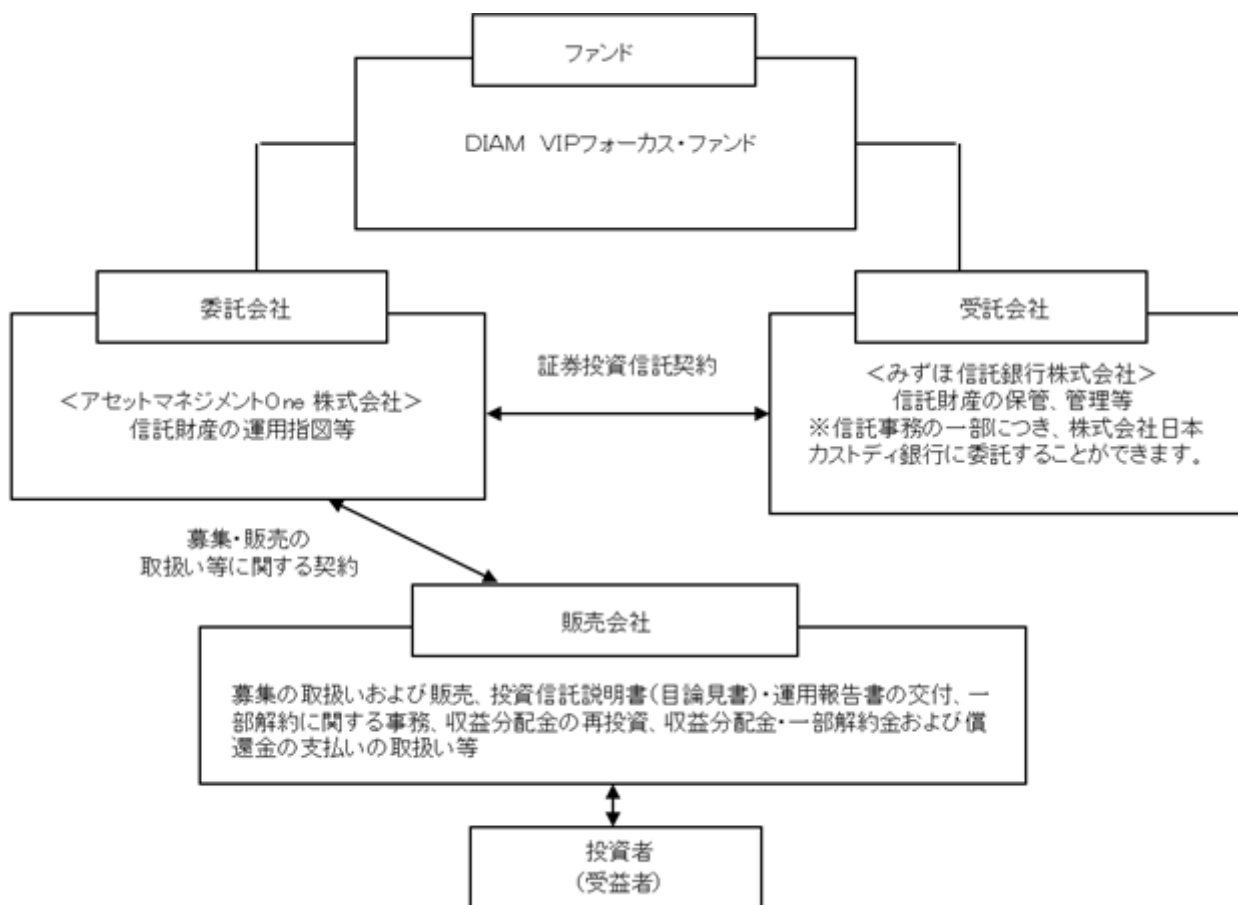 ファンド
DIAM VIPフォーカス・ファンド
委託会社
<アセットマネジメントOne 株式会社>
信託財産の運用指図等
証券投資信託契約
受託会社
<みずほ信託銀行株式会社>
信託財産の保管、管理等
※信託事務の一部につき、株式会社日本
カストディ銀行に委託することができます。
募集・販売の
取扱い等に関する契約
販売会社
募集の取扱いおよび販売、投資信託説明書(目論見書)・運用報告書の交付、一
部解約に関する事務、収益分配金の再投資、収益分配金・一部解約金および償
還金の支払いの取扱い等
投資者
(受益者)